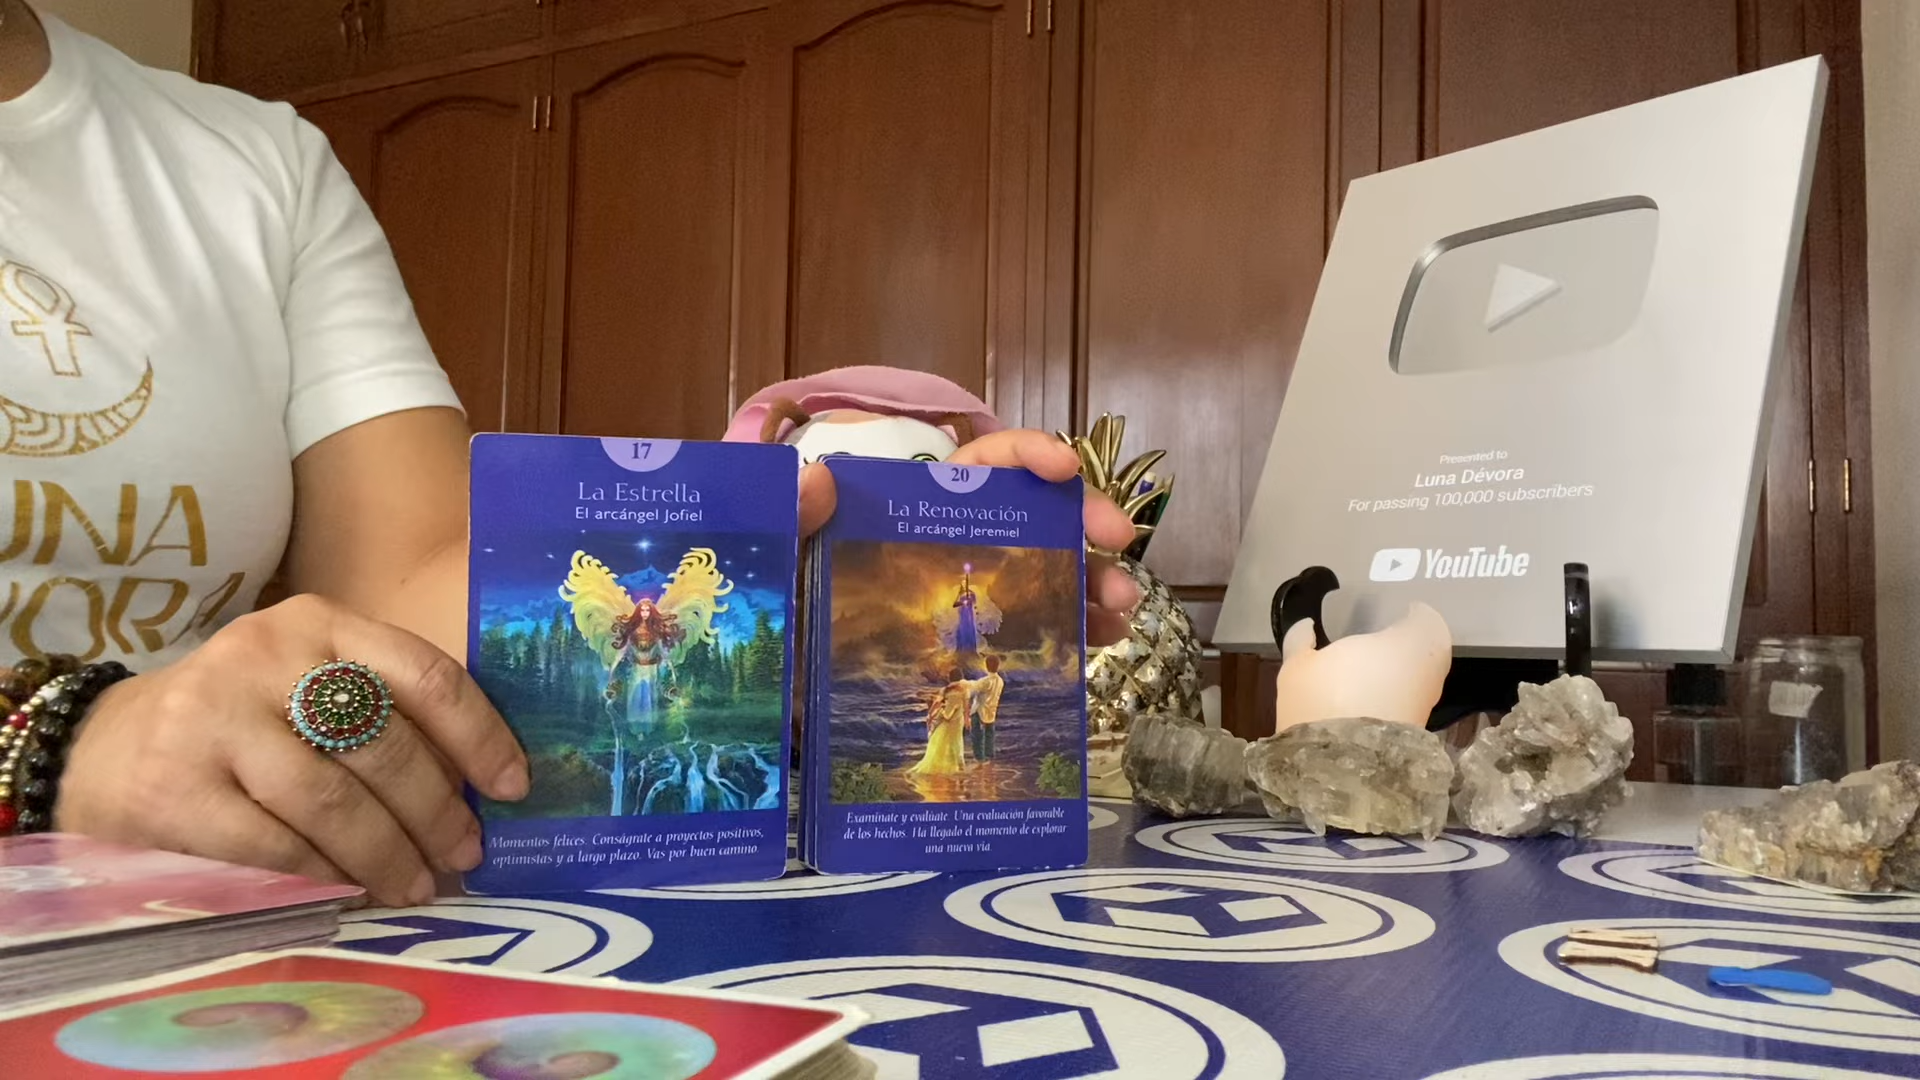 UNA
VORA
17
La Estrella
El arcángel Jofiel
Momentos felices. Conságrate a proyectos positivos,
optimistas y a largo plazo. Vas por buen camino.
20
La Renovación
El arcángel Jeremiel
Examínate y evalúate. Una evaluación favorable
de los hechos. Ha llegado el momento de explorar
una nueva vía.
Presented to
Luna Dévora
For passing 100,000 subscribers
YouTube